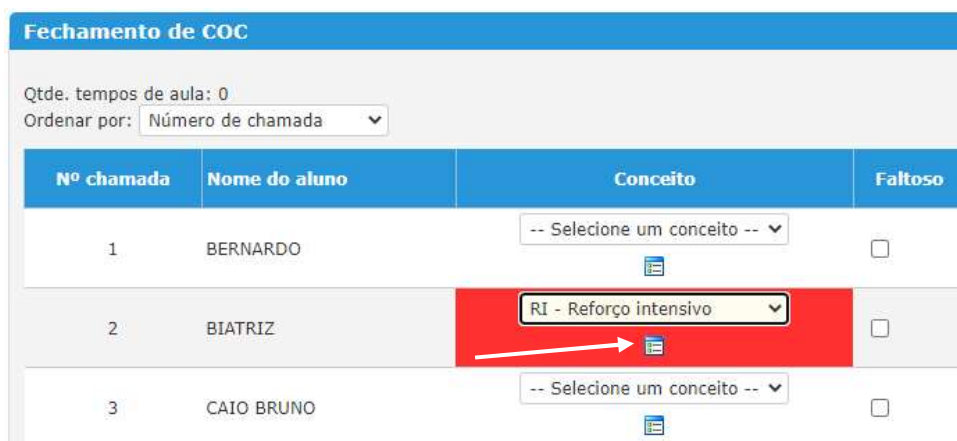 Fechamento de COC
Qtde. tempos de aula: 0
Ordenar por: Número de chamada
Nº chamada Nome do aluno Conceito Faltoso
1 BERNARDO -- Selecione um conceito --
2 BIATRIZ RI - Reforço intensivo
3 CAIO BRUNO -- Selecione um conceito --